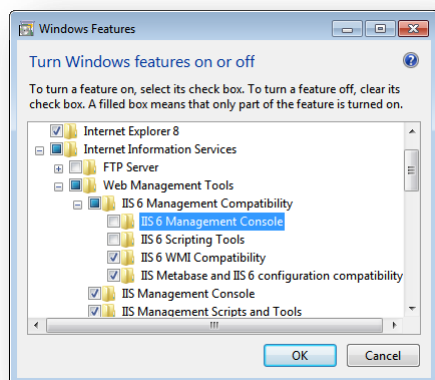 Windows Features
Turn Windows features on or off
To turn a feature on, select its check box. To turn a feature off, clear its
check box. A filled box means that only part of the feature is turned on.
Internet Explorer 8
Internet Information Services
FTP Server
Web Management Tools
IIS 6 Management Compatibility
IIS 6 Management Console
IIS 6 Scripting Tools
IIS 6 WMI Compatibility
IIS Metabase and IIS 6 configuration compatibility
IIS Management Console
IIS Management Scripts and Tools
OK Cancel